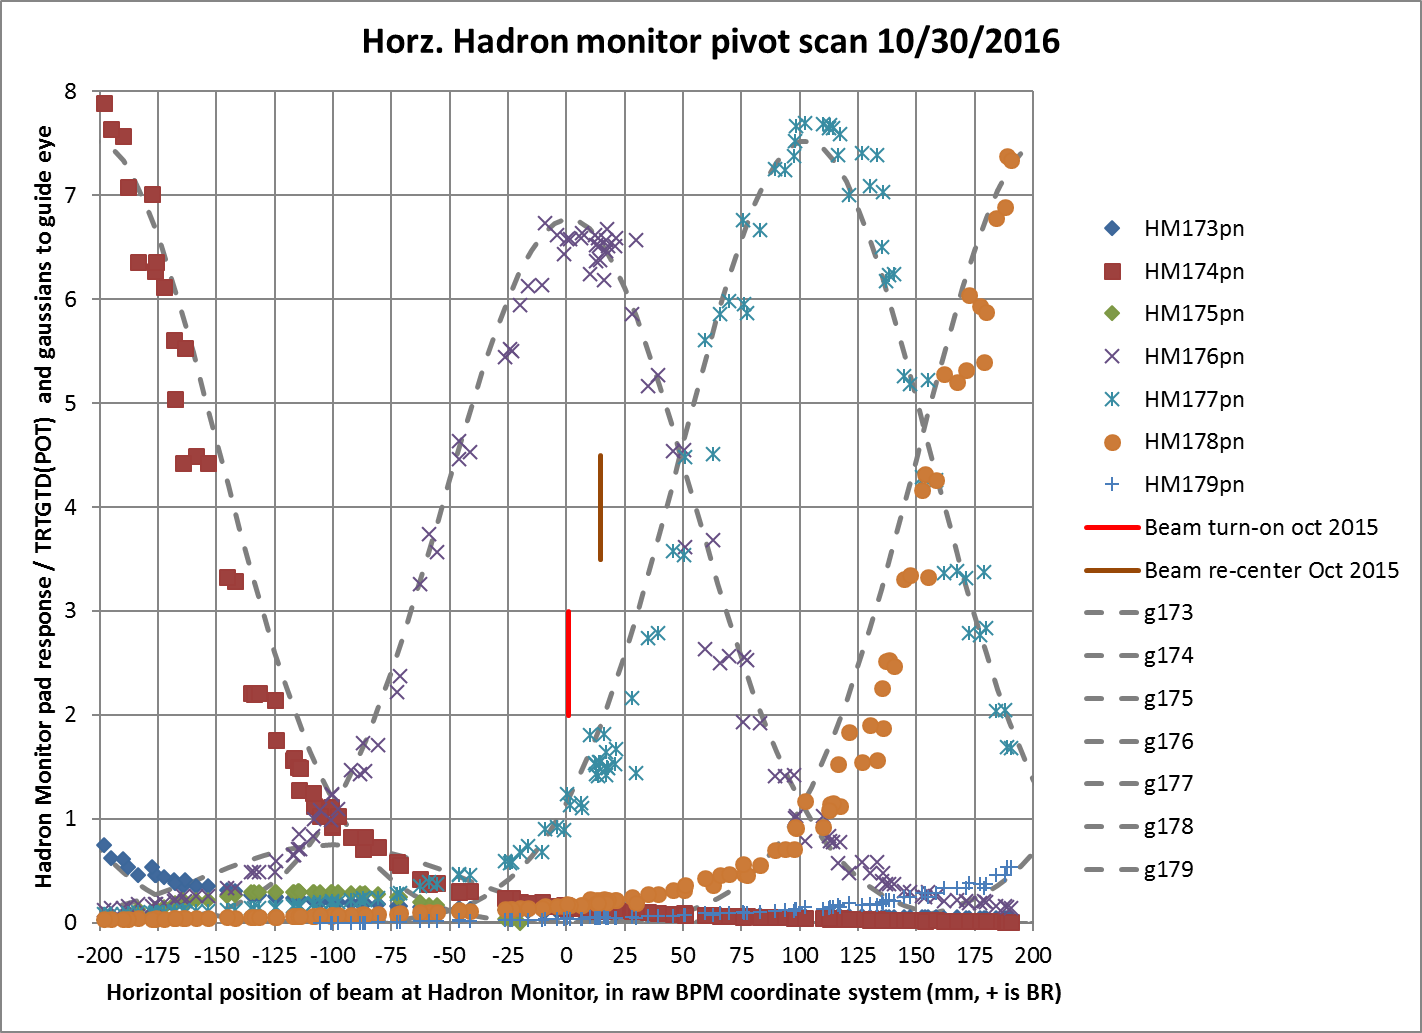 Horz. Hadron monitor pivot scan 10/30/2016
Hadron Monitor pad response / TRTGTD(POT) and gaussians to guide eye
8
7
6
5
4
3
2
1
0
-200 -175 -150 -125 -100 -75 -50 -25 0 25 50 75 100 125 150 175 200
Horizontal position of beam at Hadron Monitor, in raw BPM coordinate system (mm, + is BR)
HM173pn
HM174pn
HM175pn
HM176pn
HM177pn
HM178pn
HM179pn
Beam turn-on oct 2015
Beam re-center Oct 2015
g173
g174
g175
g176
g177
g178
g179